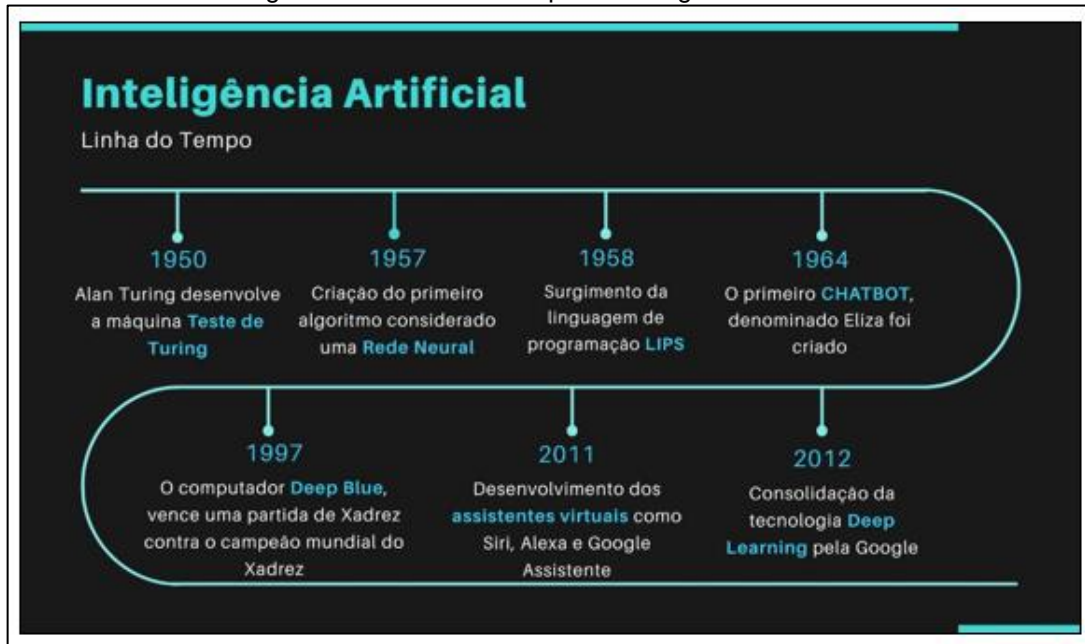 Inteligência Artificial
Linha do Tempo
1950
Alan Turing desenvolve
a máquina Teste de
Turing
1957
Criação do primeiro
algoritmo considerado
uma Rede Neural
1958
Surgimento da
linguagem de
programação LIPS
1964
O primeiro CHATBOT,
denominado Eliza foi
criado
1997
O computador Deep Blue,
vence uma partida de Xadrez
contra o campeão mundial do
Xadrez
2011
Desenvolvimento dos
assistentes virtuais como
Siri, Alexa e Google
Assistente
2012
Consolidação da
tecnologia Deep
Learning pela Google